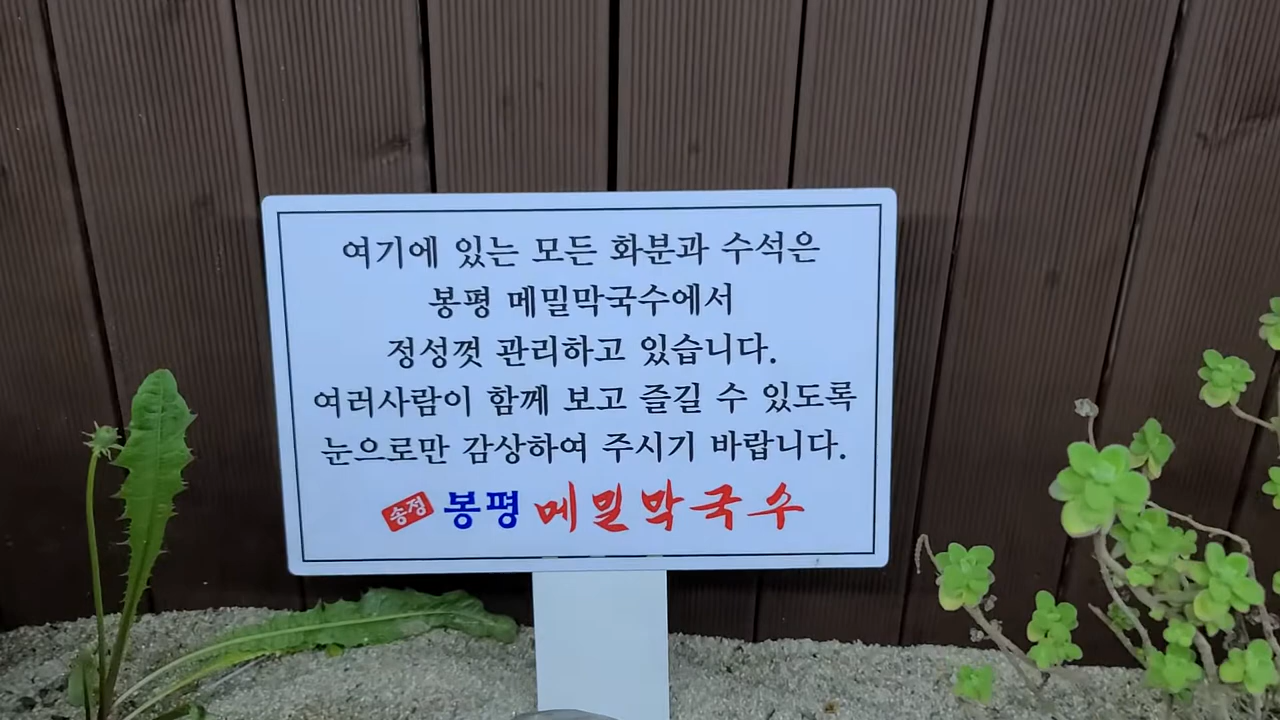 여기에 있는 모든 화분과 수석은
봉평 메밀막국수에서
정성껏 관리하고 있습니다.
여러사람이 함께 보고 즐길 수 있도록
눈으로만 감상하여 주시기 바랍니다.
송정 봉평 메밀막국수